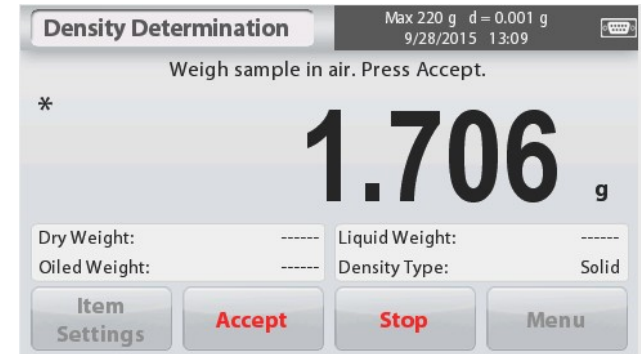 Density Determination
Max 220 g d = 0.001 g
9/28/2015 13:09
Weigh sample in air. Press Accept.
*
1.706 g
Dry Weight: ------ Liquid Weight: ------
Oiled Weight: ------ Density Type: Solid
Item
Settings
Accept
Stop
Menu